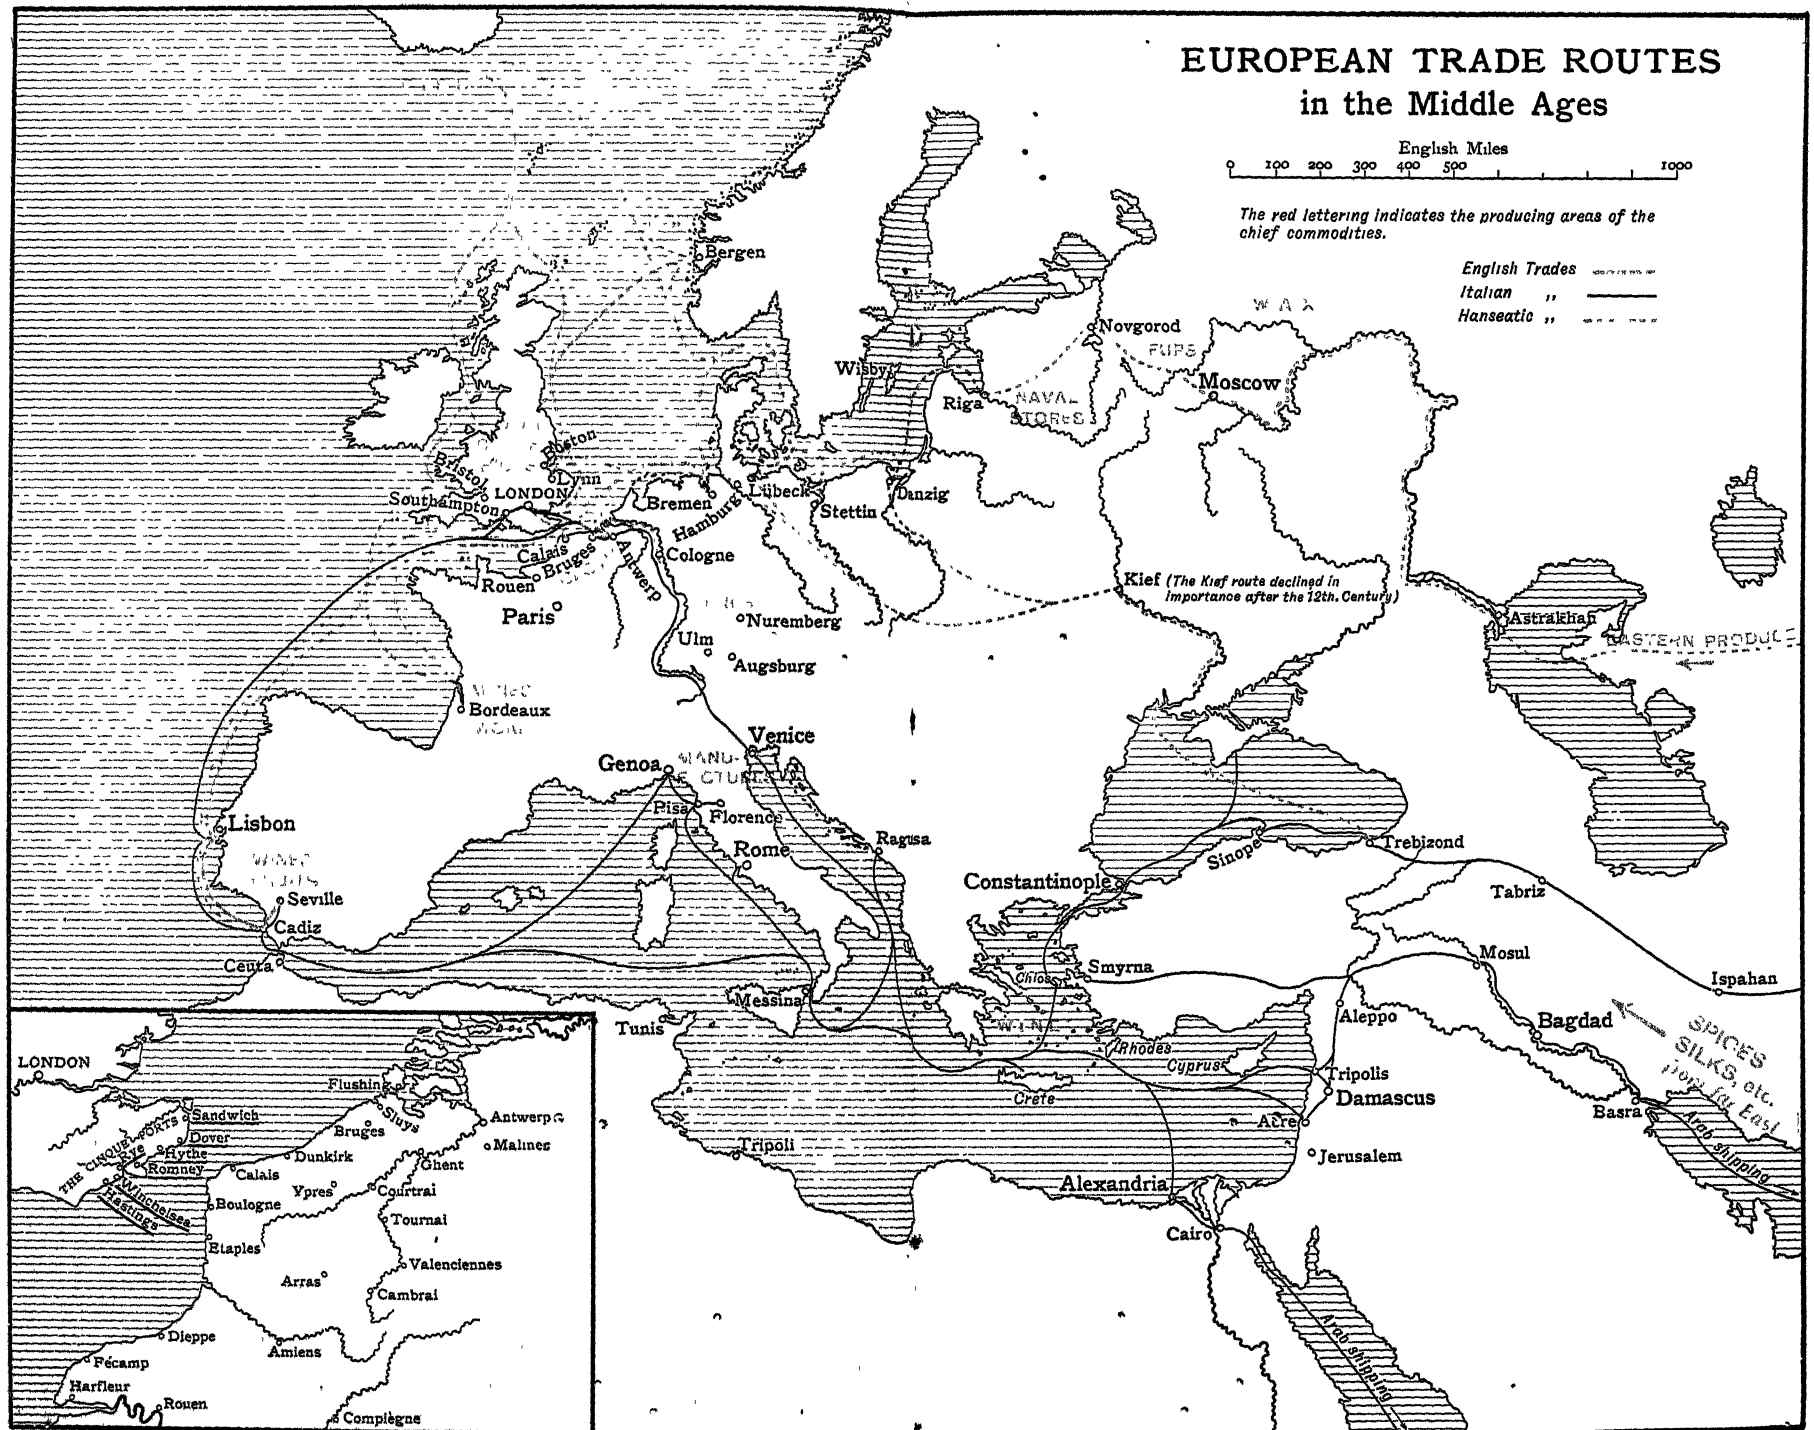 EUROPEAN TRADE ROUTES
in the Middle Ages
English Miles
0 100 200 300 400 500 1000
The red lettering indicates the producing areas of the
chief commodities.
English Trades
Italian „
Hanseatic „
Bergen
WAX
Novgorod
FURS
Moscow
Wisby
Riga
NAVAL
STORES
Boston
Lynn
Bristol
LONDON
Southampton
Bremen
Hamburg
Lübeck
Stettin
Danzig
Calais
Bruges
Antwerp
Cologne
Rouen
Paris
Kief (The Kief route declined in
importance after the 12th. Century)
Nuremberg
Ulm
Augsburg
Astrakhan
EASTERN PRODUCE
WINES
Bordeaux
Venice
Genoa
MANU-
Pisa
Florence
Rome
Ragusa
Lisbon
WINES
Seville
Cadiz
Ceuta
Constantinople
Sinope
Trebizond
Tabriz
Mosul
Ispahan
Smyrna
Chios
Messina
Tunis
WINE
Rhodes
Cyprus
Crete
Aleppo
Bagdad
SPICES
SILKS, etc.
from far East
Tripolis
Damascus
Acre
Basra
Arab shipping
Jerusalem
Tripoli
Alexandria
Cairo
Arab shipping
LONDON
Flushing
Sandwich
Sluys
Antwerp
THE CINQUE PORTS
Dover
Bruges
Malines
Rye
Hythe
Romney
Dunkirk
Ghent
Calais
Winchelsea
Hastings
Ypres
Courtrai
Boulogne
Tournai
Etaples
Valenciennes
Arras
Cambrai
Dieppe
Amiens
Fécamp
Harfleur
Rouen
Compiègne